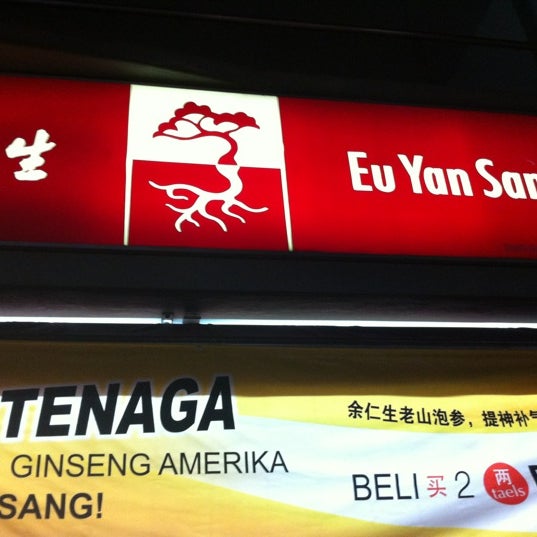 生
Eu Yan San
TENAGA
GINSENG AMERIKA
SANG!
余仁生老山泡参，提神补气
BELI 买 2 两 taels